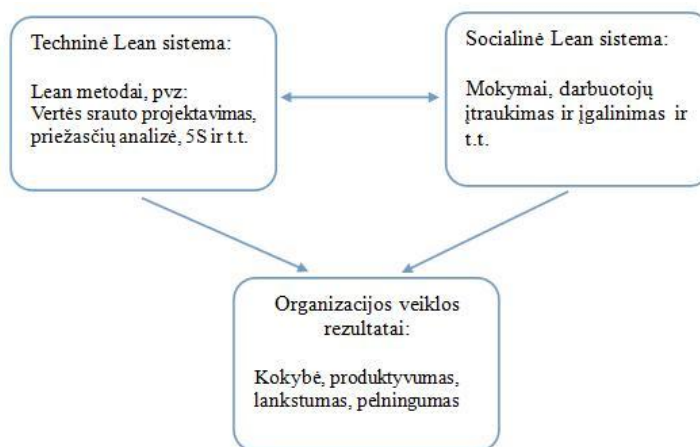 Techninė Lean sistema:
Lean metodai, pvz:
Vertės srauto projektavimas,
priežasčių analizė, 5S ir t.t.
Socialinė Lean sistema:
Mokymai, darbuotojų
įtraukimas ir įgalinimas ir
t.t.
Organizacijos veiklos
rezultatai:
Kokybė, produktyvumas,
lankstumas, pelningumas